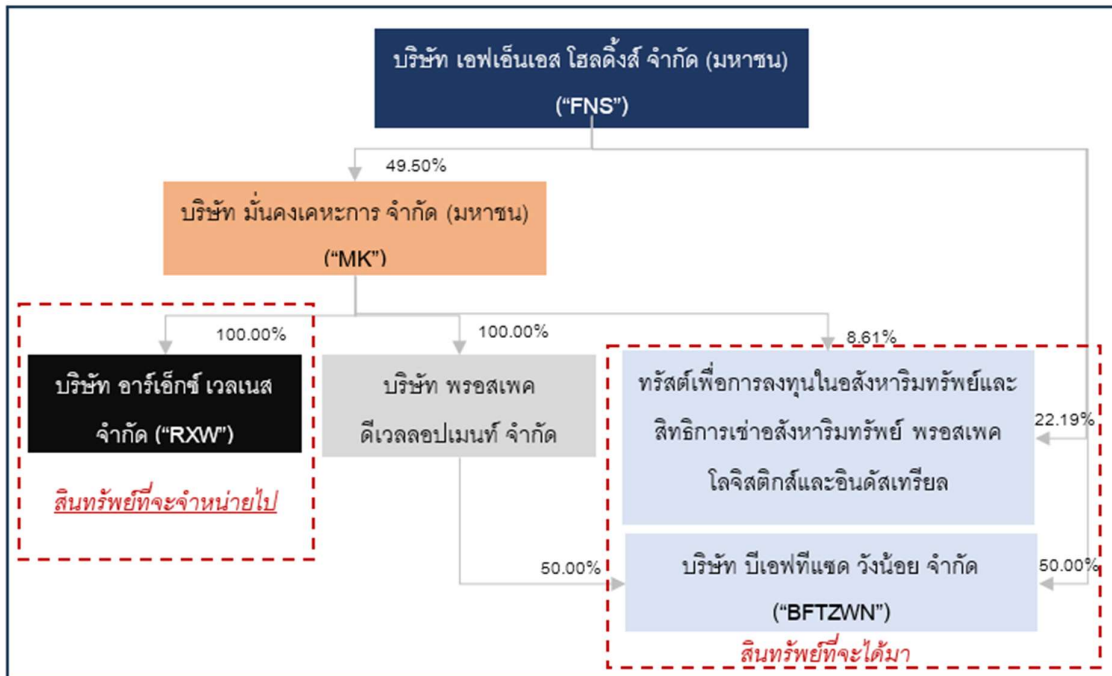 บริษัท เอฟเอ็นเอส โฮลดิ้งส์ จำกัด (มหาชน)
("FNS")
49.50%
บริษัท มั่นคงเคหะการ จำกัด (มหาชน)
("MK")
100.00%
100.00%
8.61%
บริษัท อาร์เอ็กซ์ เวลเนส
จำกัด ("RXW")
สินทรัพย์ที่จะจำหน่ายไป
บริษัท พรอสเพค
ดีเวลลอปเมนท์ จำกัด
ทรัสต์เพื่อการลงทุนในอสังหาริมทรัพย์และ
สิทธิการเช่าอสังหาริมทรัพย์ พรอสเพค
โลจิสติกส์และอินดัสเทรียล
22.19%
50.00%
บริษัท บีเอฟทีแซด วังน้อย จำกัด
("BFTZWN")
50.00%
สินทรัพย์ที่จะได้มา